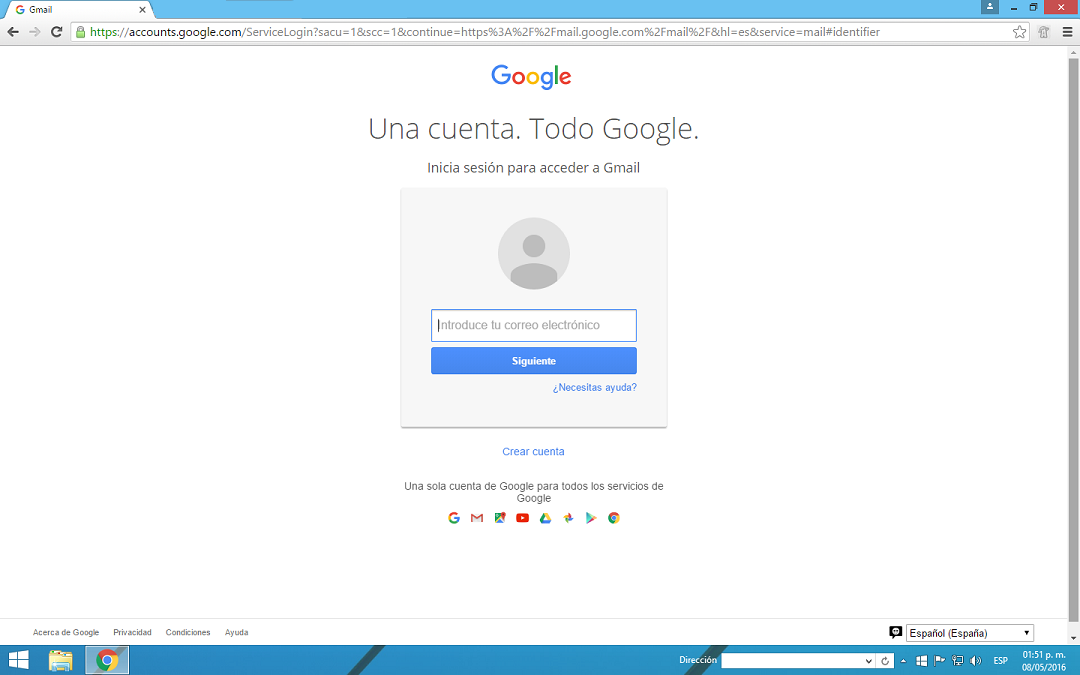 Gmail
https://accounts.google.com/ServiceLogin?sacu=1&scc=1&continue=https%3A%2F%2Fmail.google.com%2Fmail%2F&hl=es&service=mail#identifier
Google
Una cuenta. Todo Google.
Inicia sesión para acceder a Gmail
Introduce tu correo electrónico
Siguiente
¿Necesitas ayuda?
Crear cuenta
Una sola cuenta de Google para todos los servicios de
Google
Acerca de Google Privacidad Condiciones Ayuda
Español (España)
Dirección
ESP
01:51 p. m.
08/05/2016